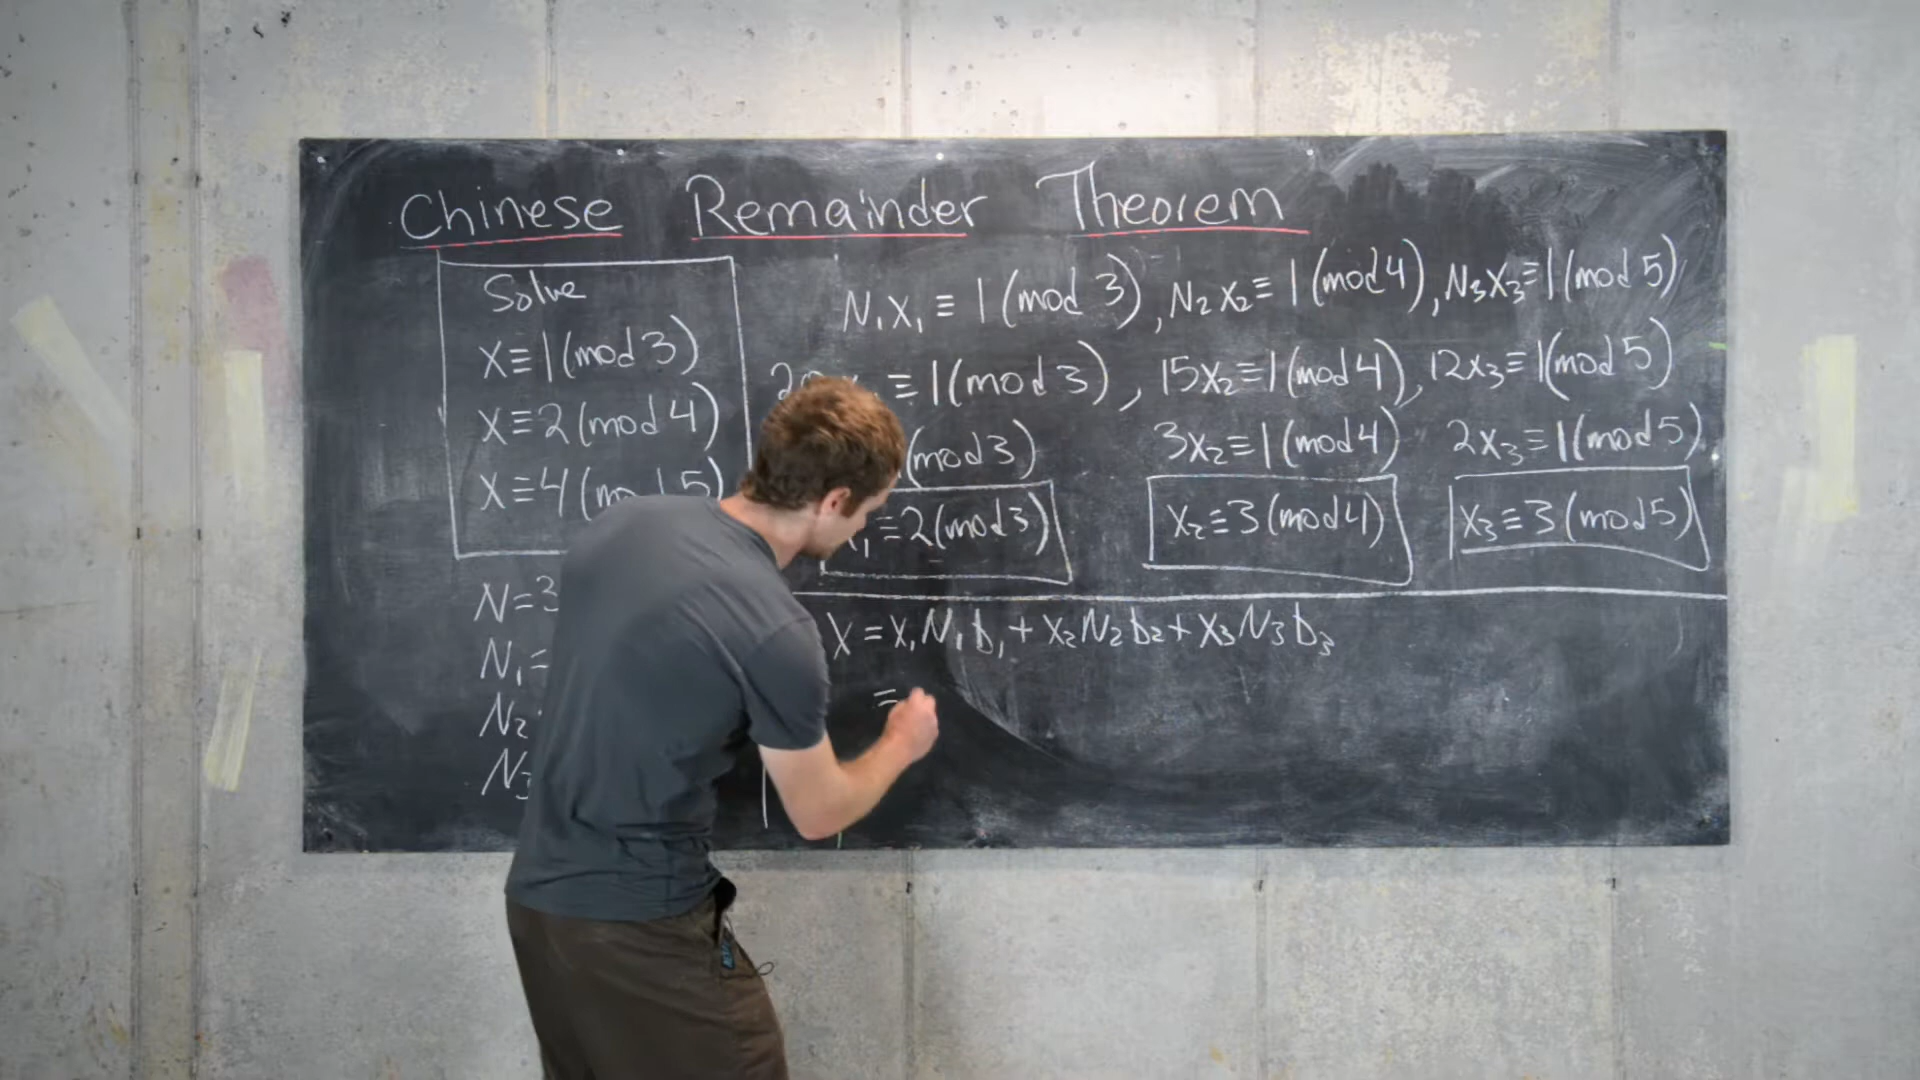 Chinese Remainder Theorem
Solve
X≡1(mod 3)
X≡2(mod 4)
X≡4(mod 5)
N=3
N₁=
N₂
N₃
N₁X₁ ≡ 1(mod 3), N₂X₂ ≡ 1(mod 4), N₃X₃ ≡ 1(mod 5)
≡ 1(mod 3), 15X₂ ≡ 1(mod 4), 12X₃ ≡ 1(mod 5)
(mod 3) 3X₂ ≡ 1(mod 4) 2X₃ ≡ 1(mod 5)
≡ 2(mod 3) X₂ ≡ 3(mod 4) X₃ ≡ 3(mod 5)
X = X₁N₁b₁ + X₂N₂b₂ + X₃N₃b₃
=